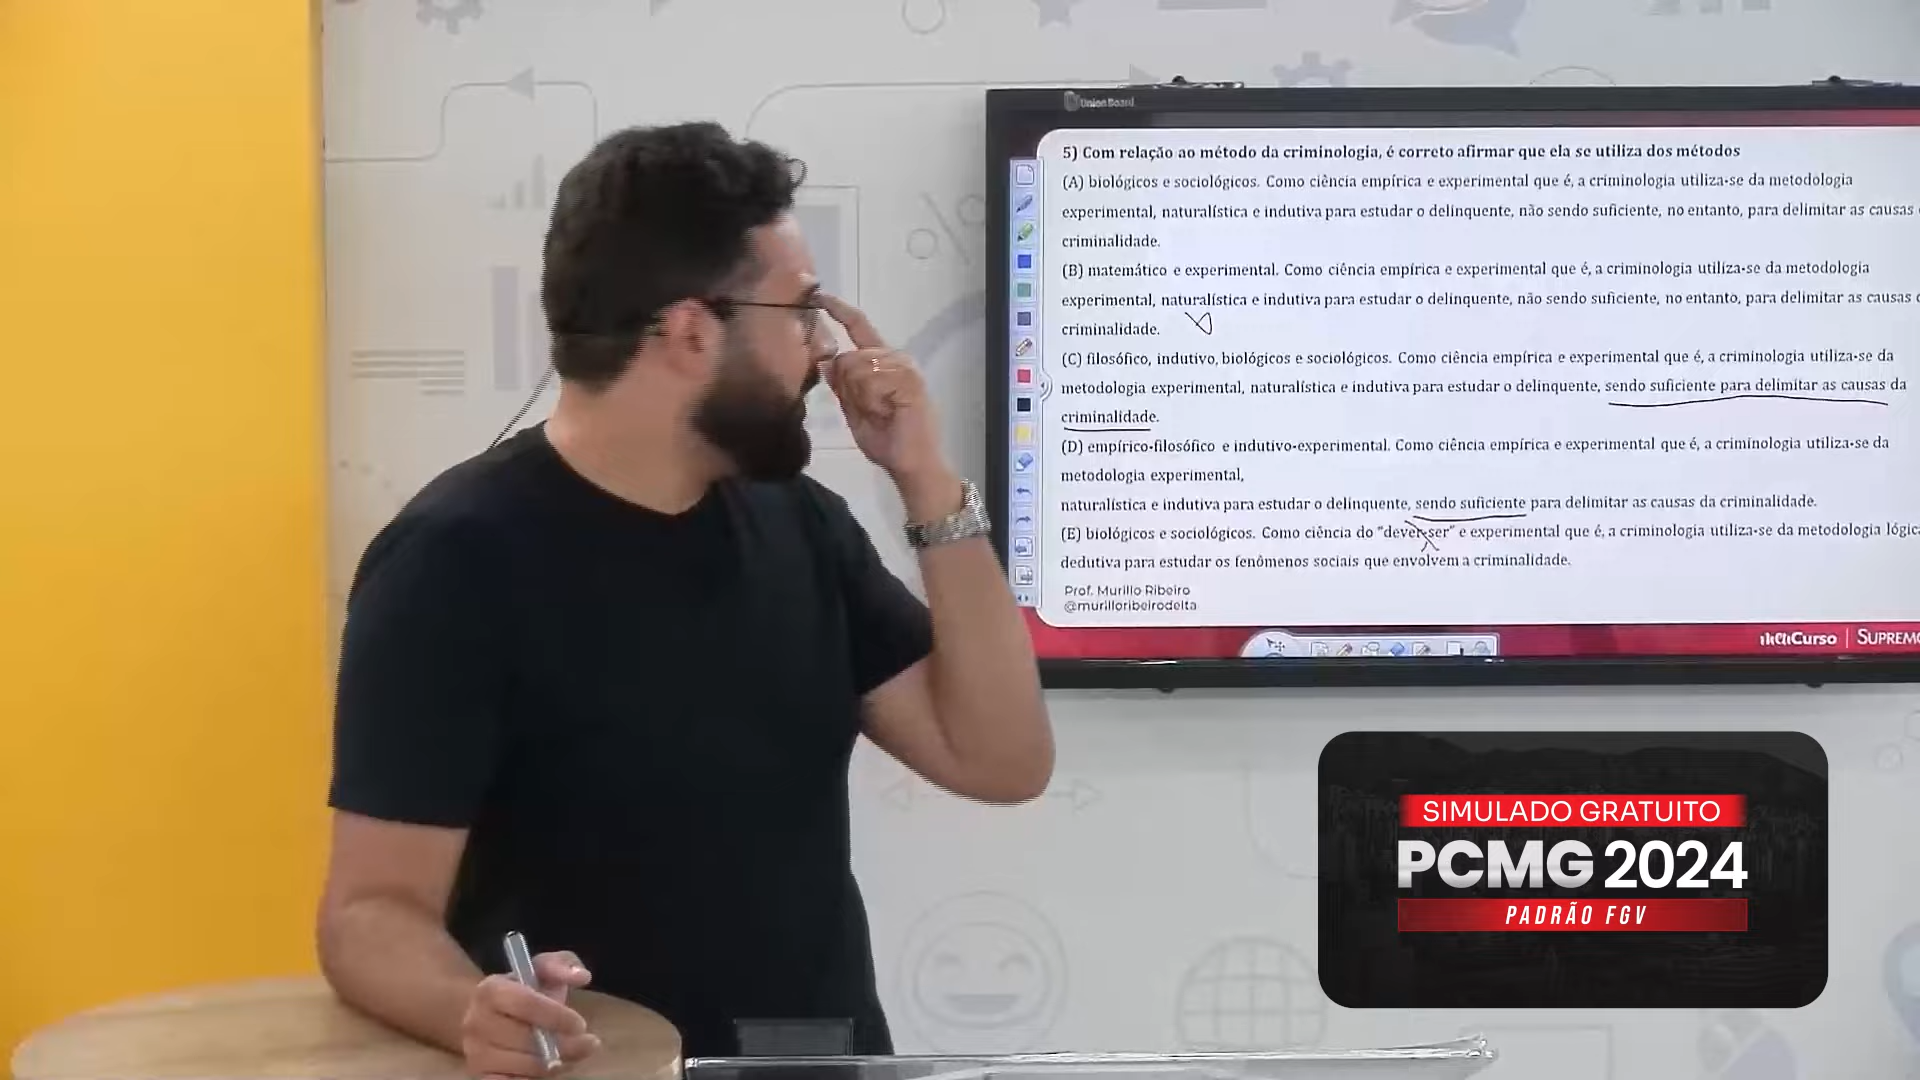 Union Board
5) Com relação ao método da criminologia, é correto afirmar que ela se utiliza dos métodos
(A) biológicos e sociológicos. Como ciência empírica e experimental que é, a criminologia utiliza-se da metodologia
experimental, naturalística e indutiva para estudar o delinquente, não sendo suficiente, no entanto, para delimitar as causas
criminalidade.
(B) matemático e experimental. Como ciência empírica e experimental que é, a criminologia utiliza-se da metodologia
experimental, naturalística e indutiva para estudar o delinquente, não sendo suficiente, no entanto, para delimitar as causas
criminalidade.
(C) filosófico, indutivo, biológicos e sociológicos. Como ciência empírica e experimental que é, a criminologia utiliza-se da
metodologia experimental, naturalística e indutiva para estudar o delinquente, sendo suficiente para delimitar as causas da
criminalidade.
(D) empírico-filosófico e indutivo-experimental. Como ciência empírica e experimental que é, a criminologia utiliza-se da
metodologia experimental,
naturalística e indutiva para estudar o delinquente, sendo suficiente para delimitar as causas da criminalidade.
(E) biológicos e sociológicos. Como ciência do “dever-ser” e experimental que é, a criminologia utiliza-se da metodologia lógica
dedutiva para estudar os fenômenos sociais que envolvem a criminalidade.
Prof. Murillo Ribeiro
@murilloribeirodelta
Curso | SUPREMO
SIMULADO GRATUITO
PCMG 2024
PADRÃO FGV